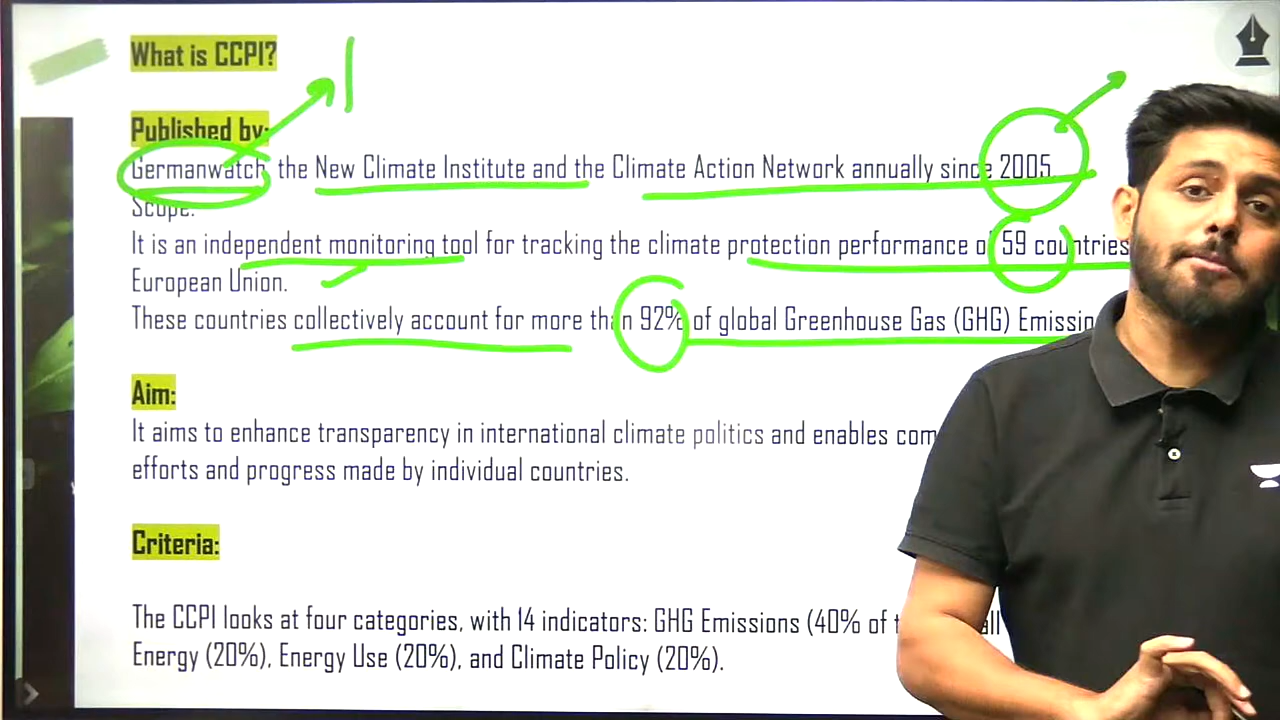 What is CCPI?
Published by:
Germanwatch, the New Climate Institute and the Climate Action Network annually since 2005.
Scope:
It is an independent monitoring tool for tracking the climate protection performance of 59 countries
European Union.
These countries collectively account for more than 92% of global Greenhouse Gas (GHG)
Aim:
It aims to enhance transparency in international climate politics and enables
efforts and progress made by individual countries.
Criteria:
The CCPI looks at four categories, with 14 indicators: GHG Emissions (40% of
Energy (20%), Energy Use (20%), and Climate Policy (20%).